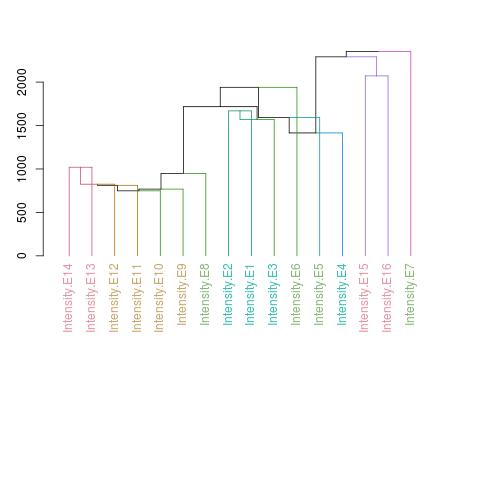 2000
1500
1000
500
0
Intensity.E14
Intensity.E13
Intensity.E12
Intensity.E11
Intensity.E10
Intensity.E9
Intensity.E8
Intensity.E2
Intensity.E1
Intensity.E3
Intensity.E6
Intensity.E5
Intensity.E4
Intensity.E15
Intensity.E16
Intensity.E7